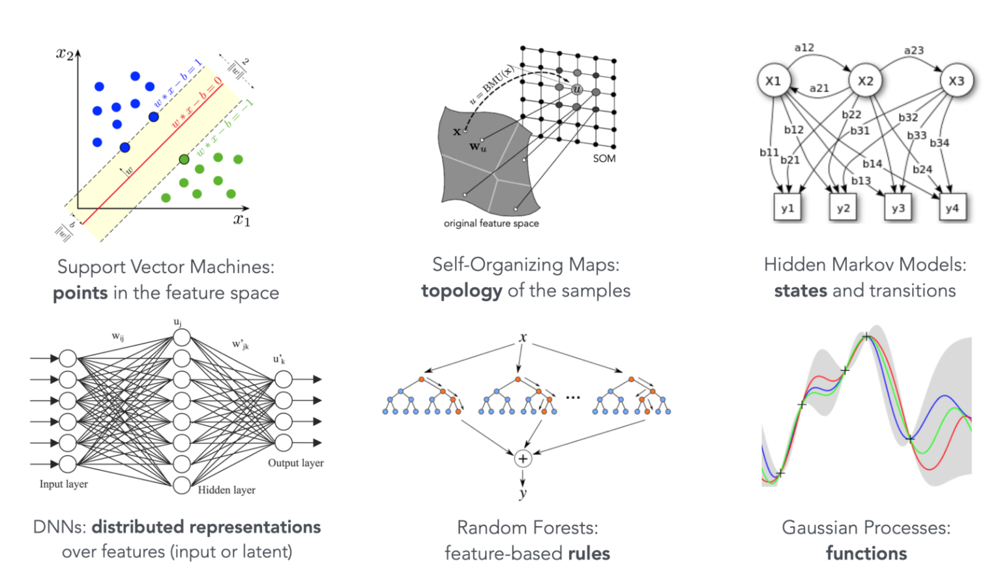 x₂
w * x − b = 1
w * x − b = 0
w * x − b = −1
2
||w||
w
b
||w||
x₁
Support Vector Machines:
points in the feature space
u = BMU(x)
u
x
wᵤ
SOM
original feature space
Self-Organizing Maps:
topology of the samples
a12
a23
X1
X2
X3
a21
b22
b32
b12
b31
b33
b34
b11
b21
b14
b24
b13
y1
y2
y3
y4
Hidden Markov Models:
states and transitions
uⱼ
wᵢⱼ
w'ⱼₖ
u'ₖ
Output layer
Input layer
Hidden layer
DNNs: distributed representations
over features (input or latent)
x
...
+
y
Random Forests:
feature-based rules
Gaussian Processes:
functions